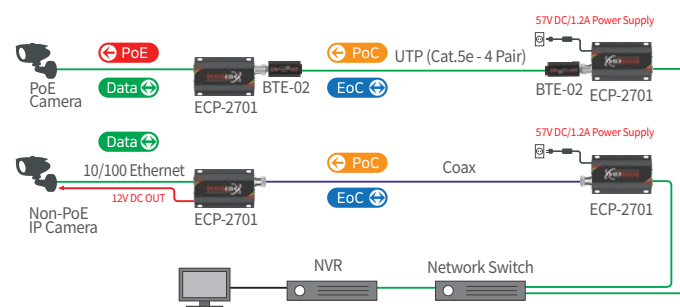 57V DC/1.2A Power Supply
PoE
PoC
UTP (Cat.5e - 4 Pair)
Data
EoC
PoE
Camera
BTE-02
ECP-2701
BTE-02
ECP-2701
Data
57V DC/1.2A Power Supply
10/100 Ethernet
PoC
Coax
12V DC OUT
EoC
Non-PoE
IP Camera
ECP-2701
ECP-2701
NVR
Network Switch